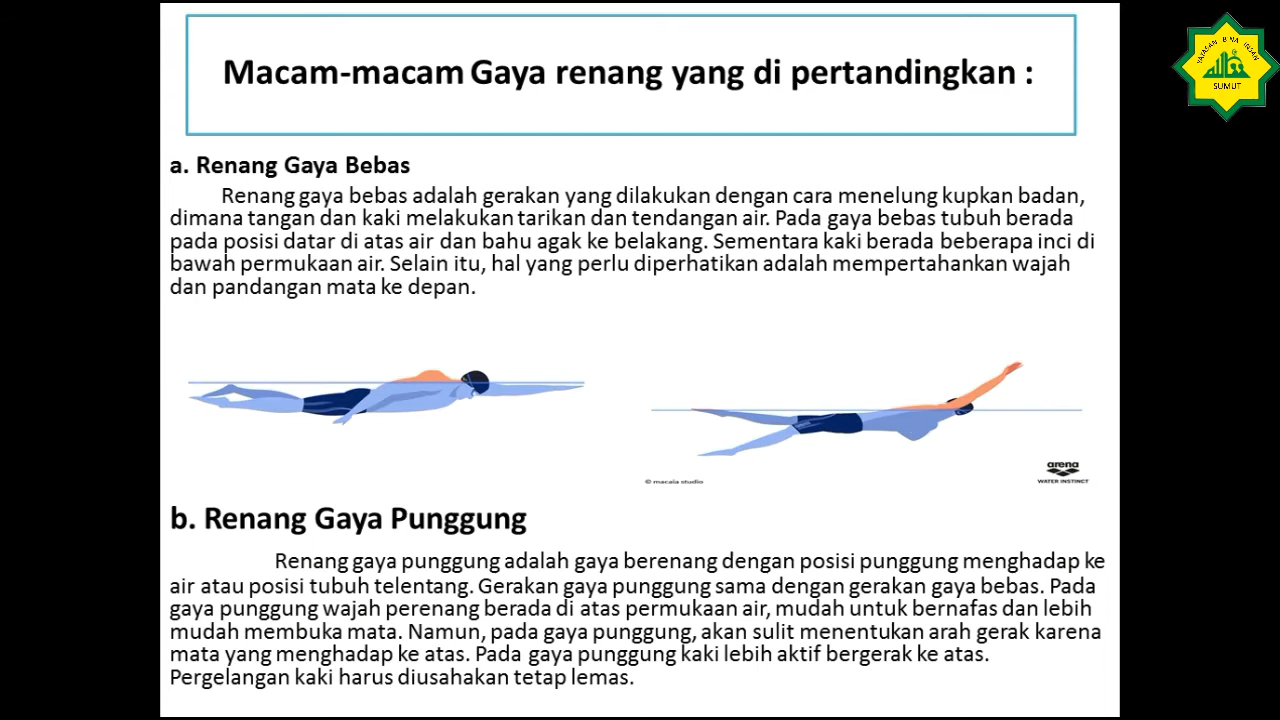 Macam-macam Gaya renang yang di pertandingkan :
YAYASAN BINA INSAN
SUMUT
a. Renang Gaya Bebas
Renang gaya bebas adalah gerakan yang dilakukan dengan cara menelung kupkan badan,
dimana tangan dan kaki melakukan tarikan dan tendangan air. Pada gaya bebas tubuh berada
pada posisi datar di atas air dan bahu agak ke belakang. Sementara kaki berada beberapa inci di
bawah permukaan air. Selain itu, hal yang perlu diperhatikan adalah mempertahankan wajah
dan pandangan mata ke depan.
© macaia studio
arena
WATER INSTINCT
b. Renang Gaya Punggung
Renang gaya punggung adalah gaya berenang dengan posisi punggung menghadap ke
air atau posisi tubuh telentang. Gerakan gaya punggung sama dengan gerakan gaya bebas. Pada
gaya punggung wajah perenang berada di atas permukaan air, mudah untuk bernafas dan lebih
mudah membuka mata. Namun, pada gaya punggung, akan sulit menentukan arah gerak karena
mata yang menghadap ke atas. Pada gaya punggung kaki lebih aktif bergerak ke atas.
Pergelangan kaki harus diusahakan tetap lemas.